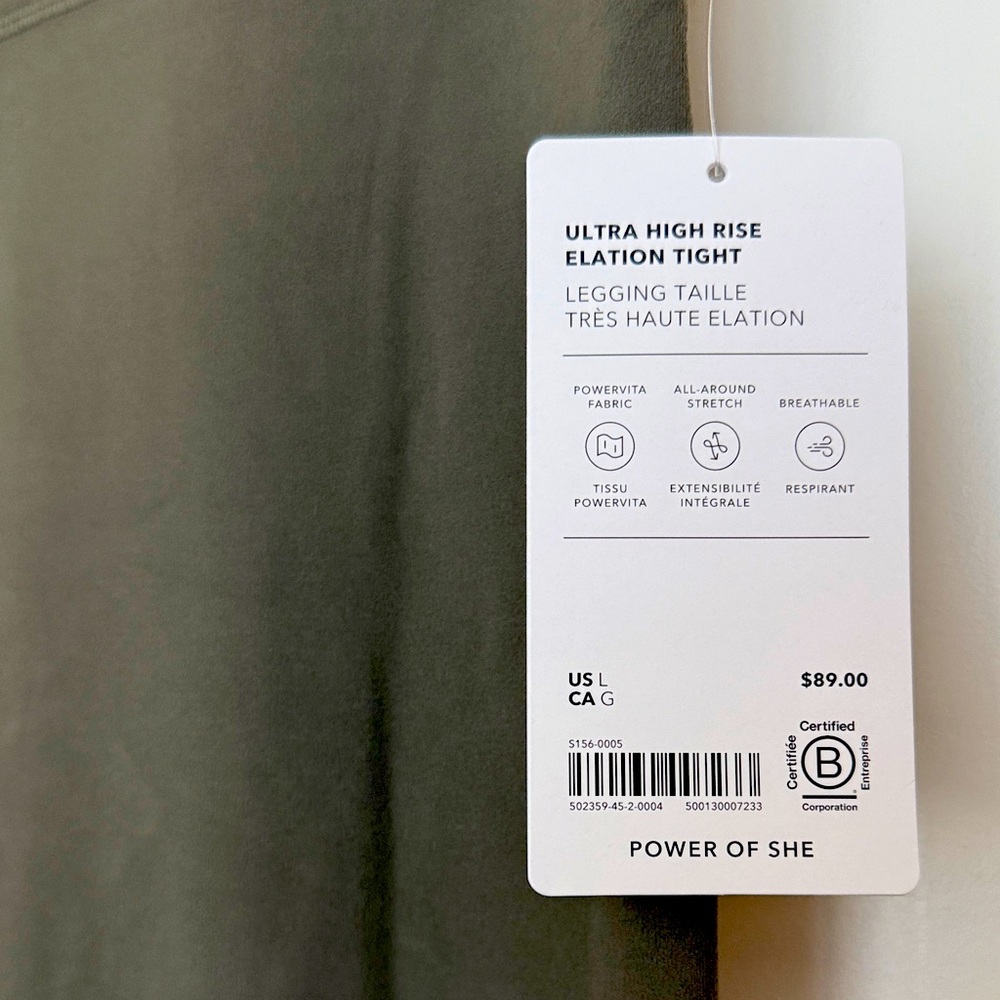 ULTRA HIGH RISE
ELATION TIGHT
LEGGING TAILLE
TRÈS HAUTE ELATION
POWERVITA
FABRIC
ALL-AROUND
STRETCH
BREATHABLE
TISSU
POWERVITA
EXTENSIBILITÉ
INTÉGRALE
RESPIRANT
US L
CA G
$89.00
S156-0005
502359-45-2-0004 500130007233
Certified
Certifiée
B
Entreprise
Corporation
POWER OF SHE